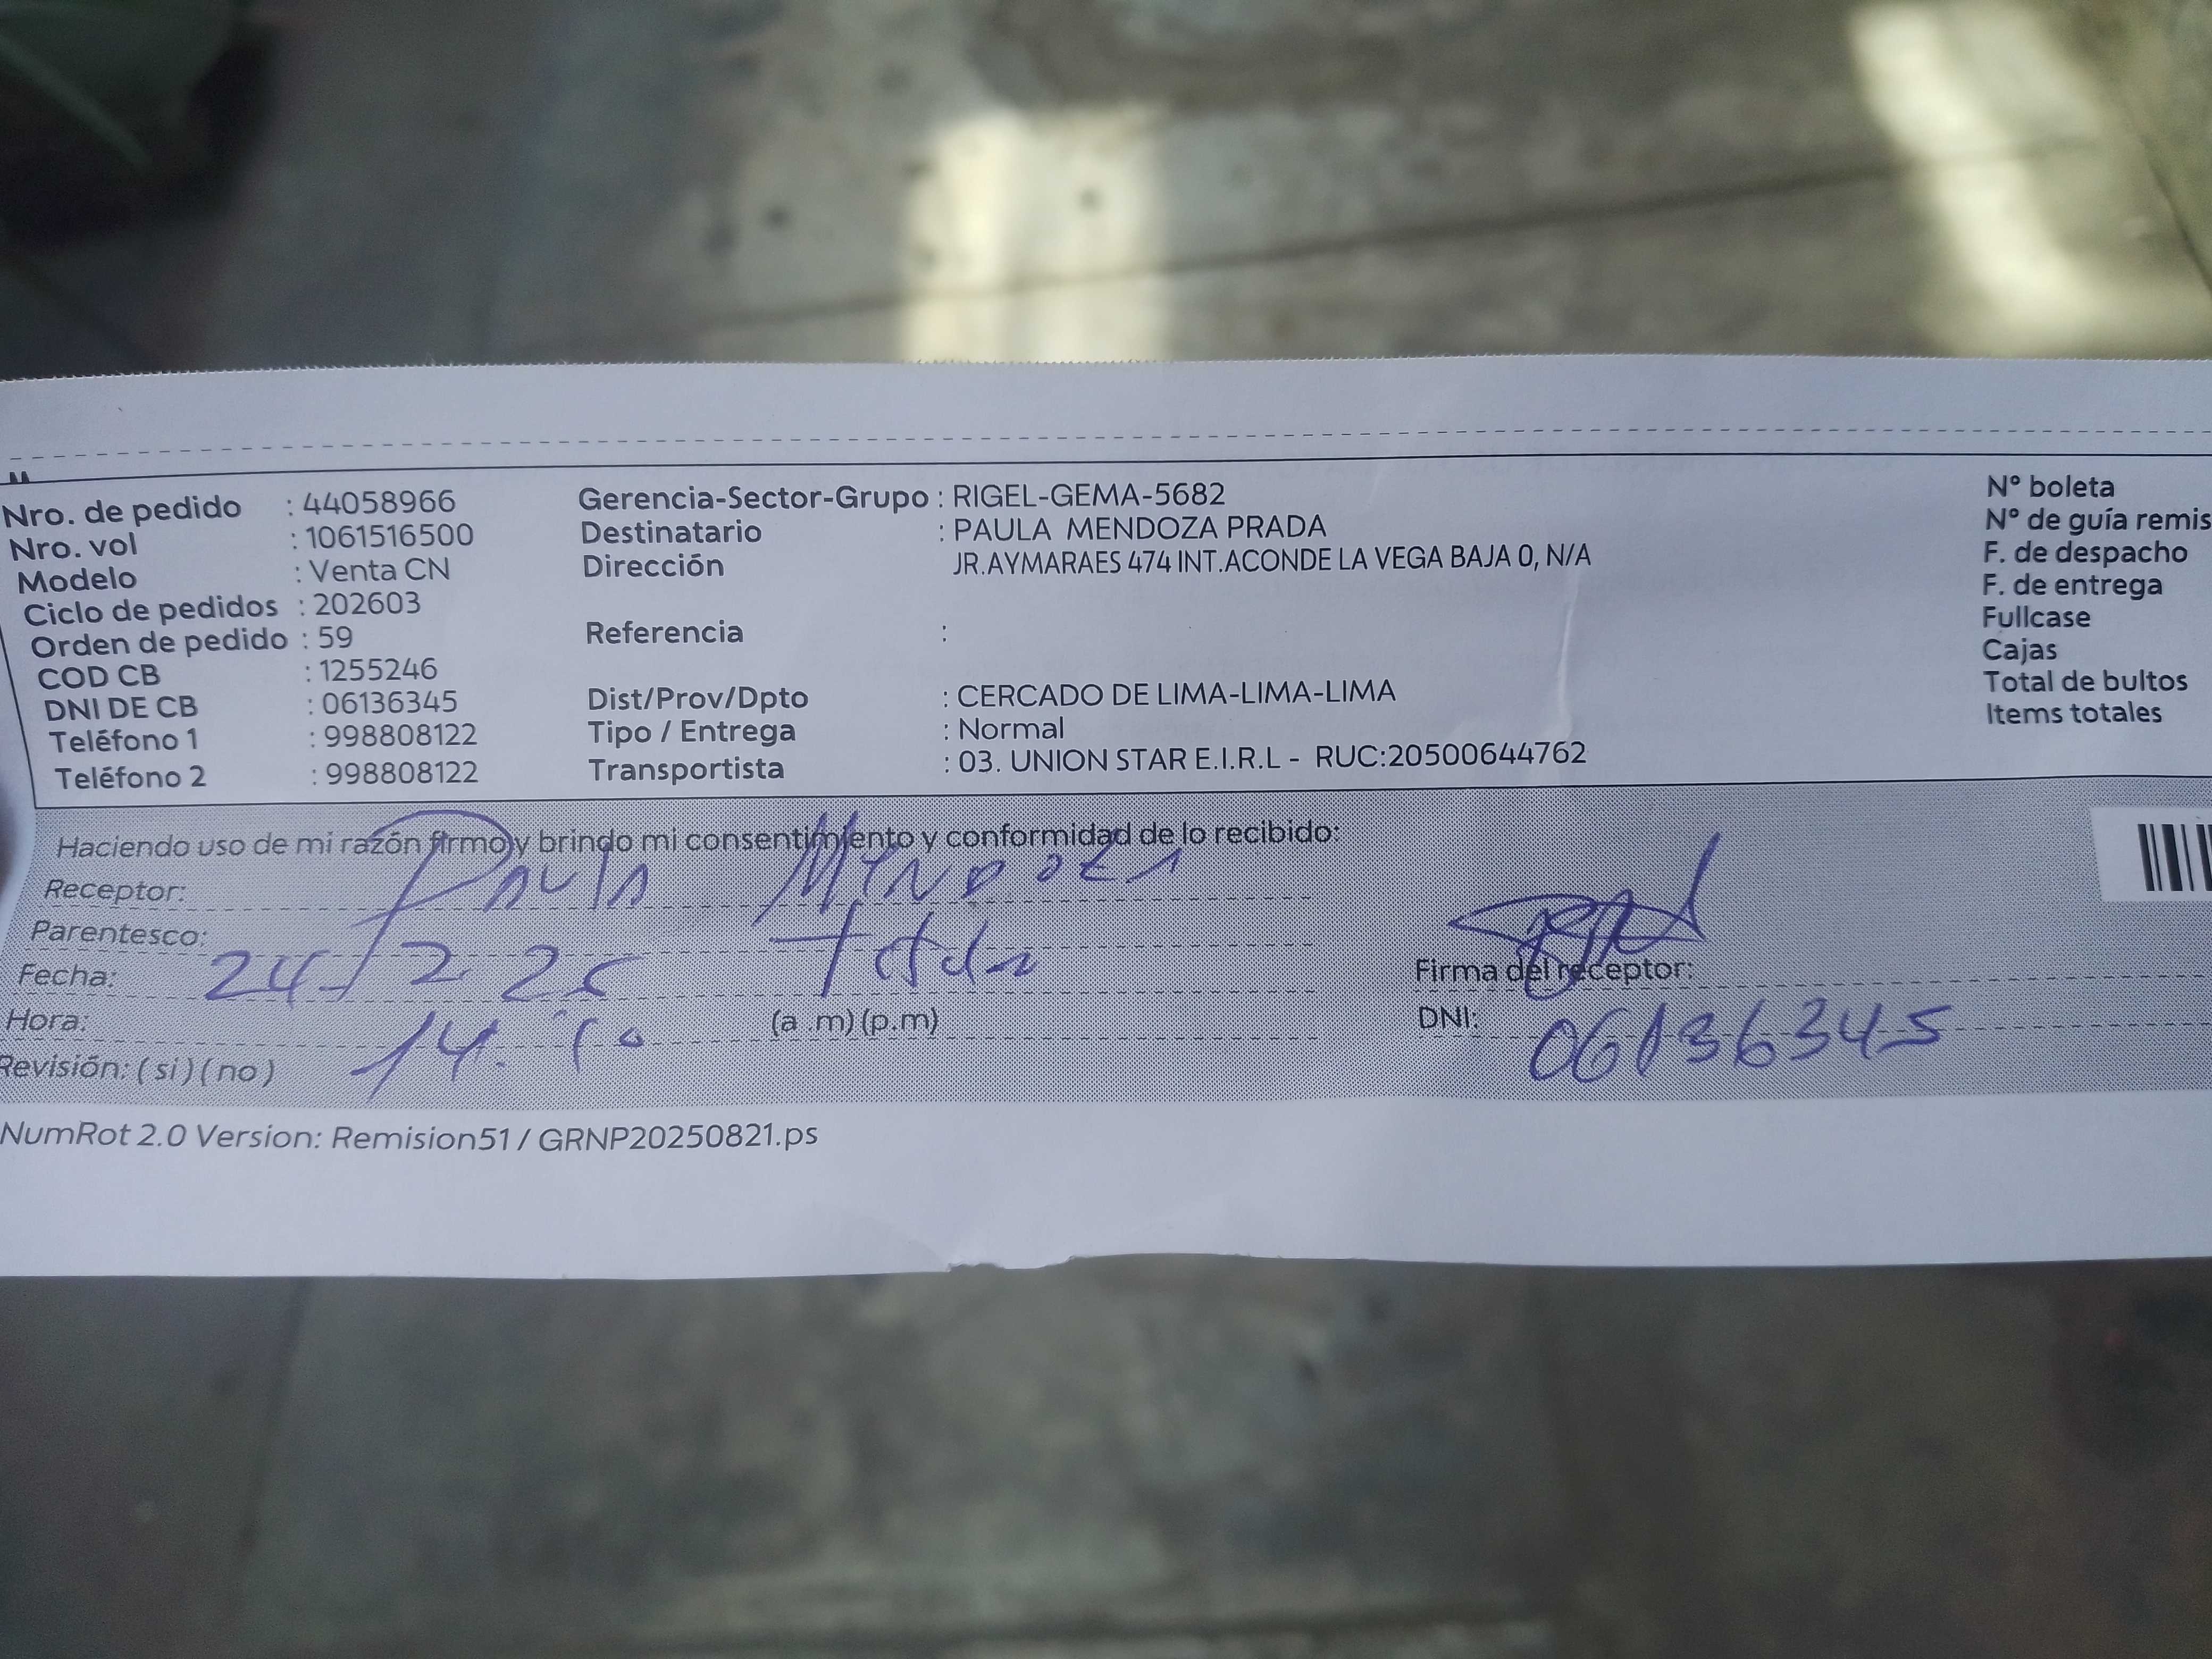 Nro. de pedido : 44058966
Nro. vol : 1061516500
Modelo : Venta CN
Ciclo de pedidos : 202603
Orden de pedido : 59
COD CB : 1255246
DNI DE CB : 06136345
Teléfono 1 : 998808122
Teléfono 2 : 998808122
Gerencia-Sector-Grupo : RIGEL-GEMA-5682
Destinatario : PAULA MENDOZA PRADA
Dirección JR.AYMARAES 474 INT.ACONDE LA VEGA BAJA 0, N/A
Referencia :
Dist/Prov/Dpto : CERCADO DE LIMA-LIMA-LIMA
Tipo / Entrega : Normal
Transportista : 03. UNION STAR E.I.R.L - RUC:20500644762
N° boleta
N° de guía remis
F. de despacho
F. de entrega
Fullcase
Cajas
Total de bultos
Items totales
Haciendo uso de mi razón firmo y brindo mi consentimiento y conformidad de lo recibido:
Receptor: Paula Mendoza
Parentesco:
Fecha: 24/2
Hora: 14. (a .m) (p.m)
Revisión: ( si ) ( no )
Firma del receptor:
DNI: 06136345
NumRot 2.0 Version: Remision51 / GRNP20250821.ps